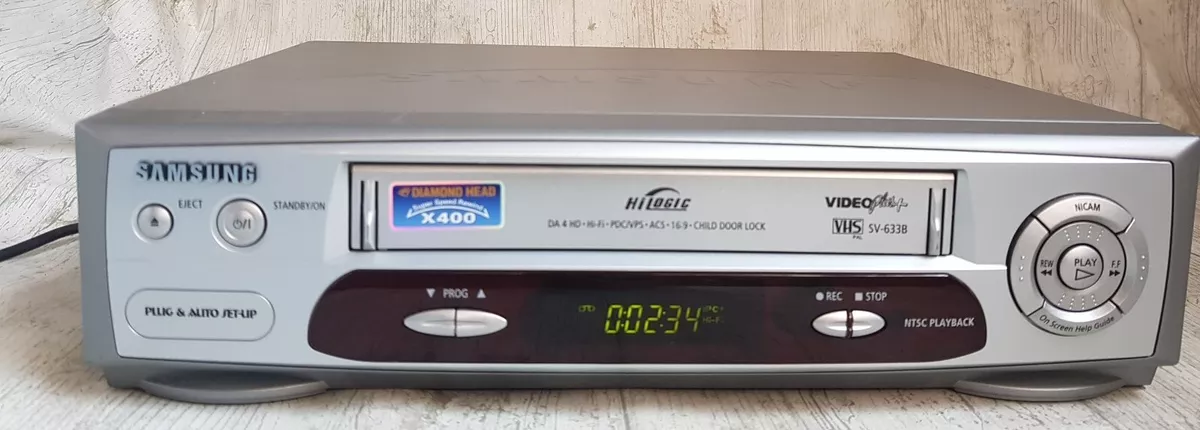 SAMSUNG
EJECT
STANDBY/ON
DIAMOND HEAD
Super Speed Rewind
X400
HiLOGIC
DA 4 HD • Hi-Fi • PDC/VPS • ACS • 16:9 • CHILD DOOR LOCK
VIDEO Plus+
VHS
PAL
SV-633B
NICAM
REW
PLAY
F.F
On Screen Help Guide
PLUG & AUTO SET-UP
▼ PROG ▲
0:02:34
Hi-Fi
● REC ■ STOP
NTSC PLAYBACK